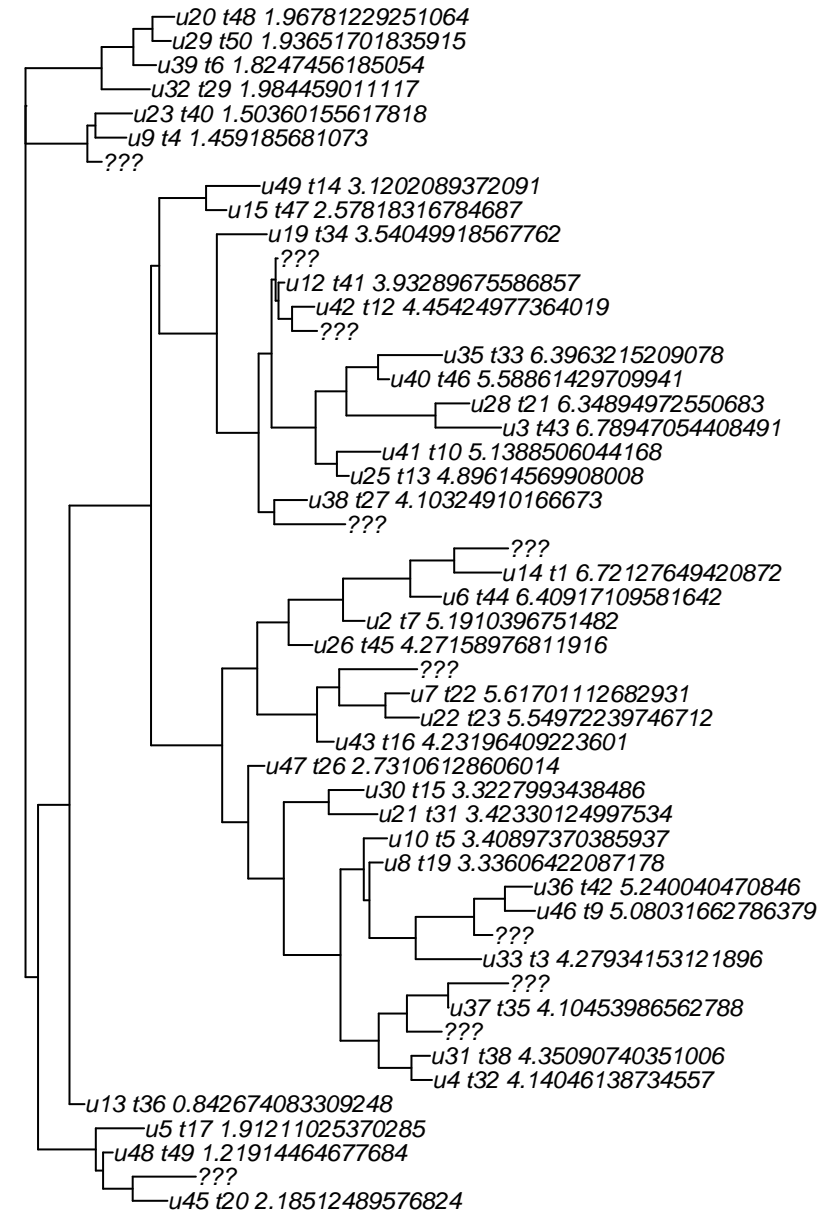 u20 t48 1.96781229251064
u29 t50 1.93651701835915
u39 t6 1.8247456185054
u32 t29 1.984459011117
u23 t40 1.50360155617818
u9 t4 1.459185681073
???
u49 t14 3.1202089372091
u15 t47 2.57818316784687
u19 t34 3.54049918567762
???
u12 t41 3.93289675586857
u42 t12 4.45424977364019
???
u35 t33 6.3963215209078
u40 t46 5.58861429709941
u28 t21 6.34894972550683
u3 t43 6.78947054408491
u41 t10 5.1388506044168
u25 t13 4.89614569908008
u38 t27 4.10324910166673
???
???
u14 t1 6.72127649420872
u6 t44 6.40917109581642
u2 t7 5.1910396751482
u26 t45 4.27158976811916
???
u7 t22 5.61701112682931
u22 t23 5.54972239746712
u43 t16 4.23196409223601
u47 t26 2.73106128606014
u30 t15 3.3227993438486
u21 t31 3.42330124997534
u10 t5 3.40897370385937
u8 t19 3.33606422087178
u36 t42 5.240040470846
u46 t9 5.08031662786379
???
u33 t3 4.27934153121896
???
u37 t35 4.10453986562788
???
u31 t38 4.35090740351006
u4 t32 4.14046138734557
u13 t36 0.842674083309248
u5 t17 1.91211025370285
u48 t49 1.21914464677684
???
u45 t20 2.18512489576824